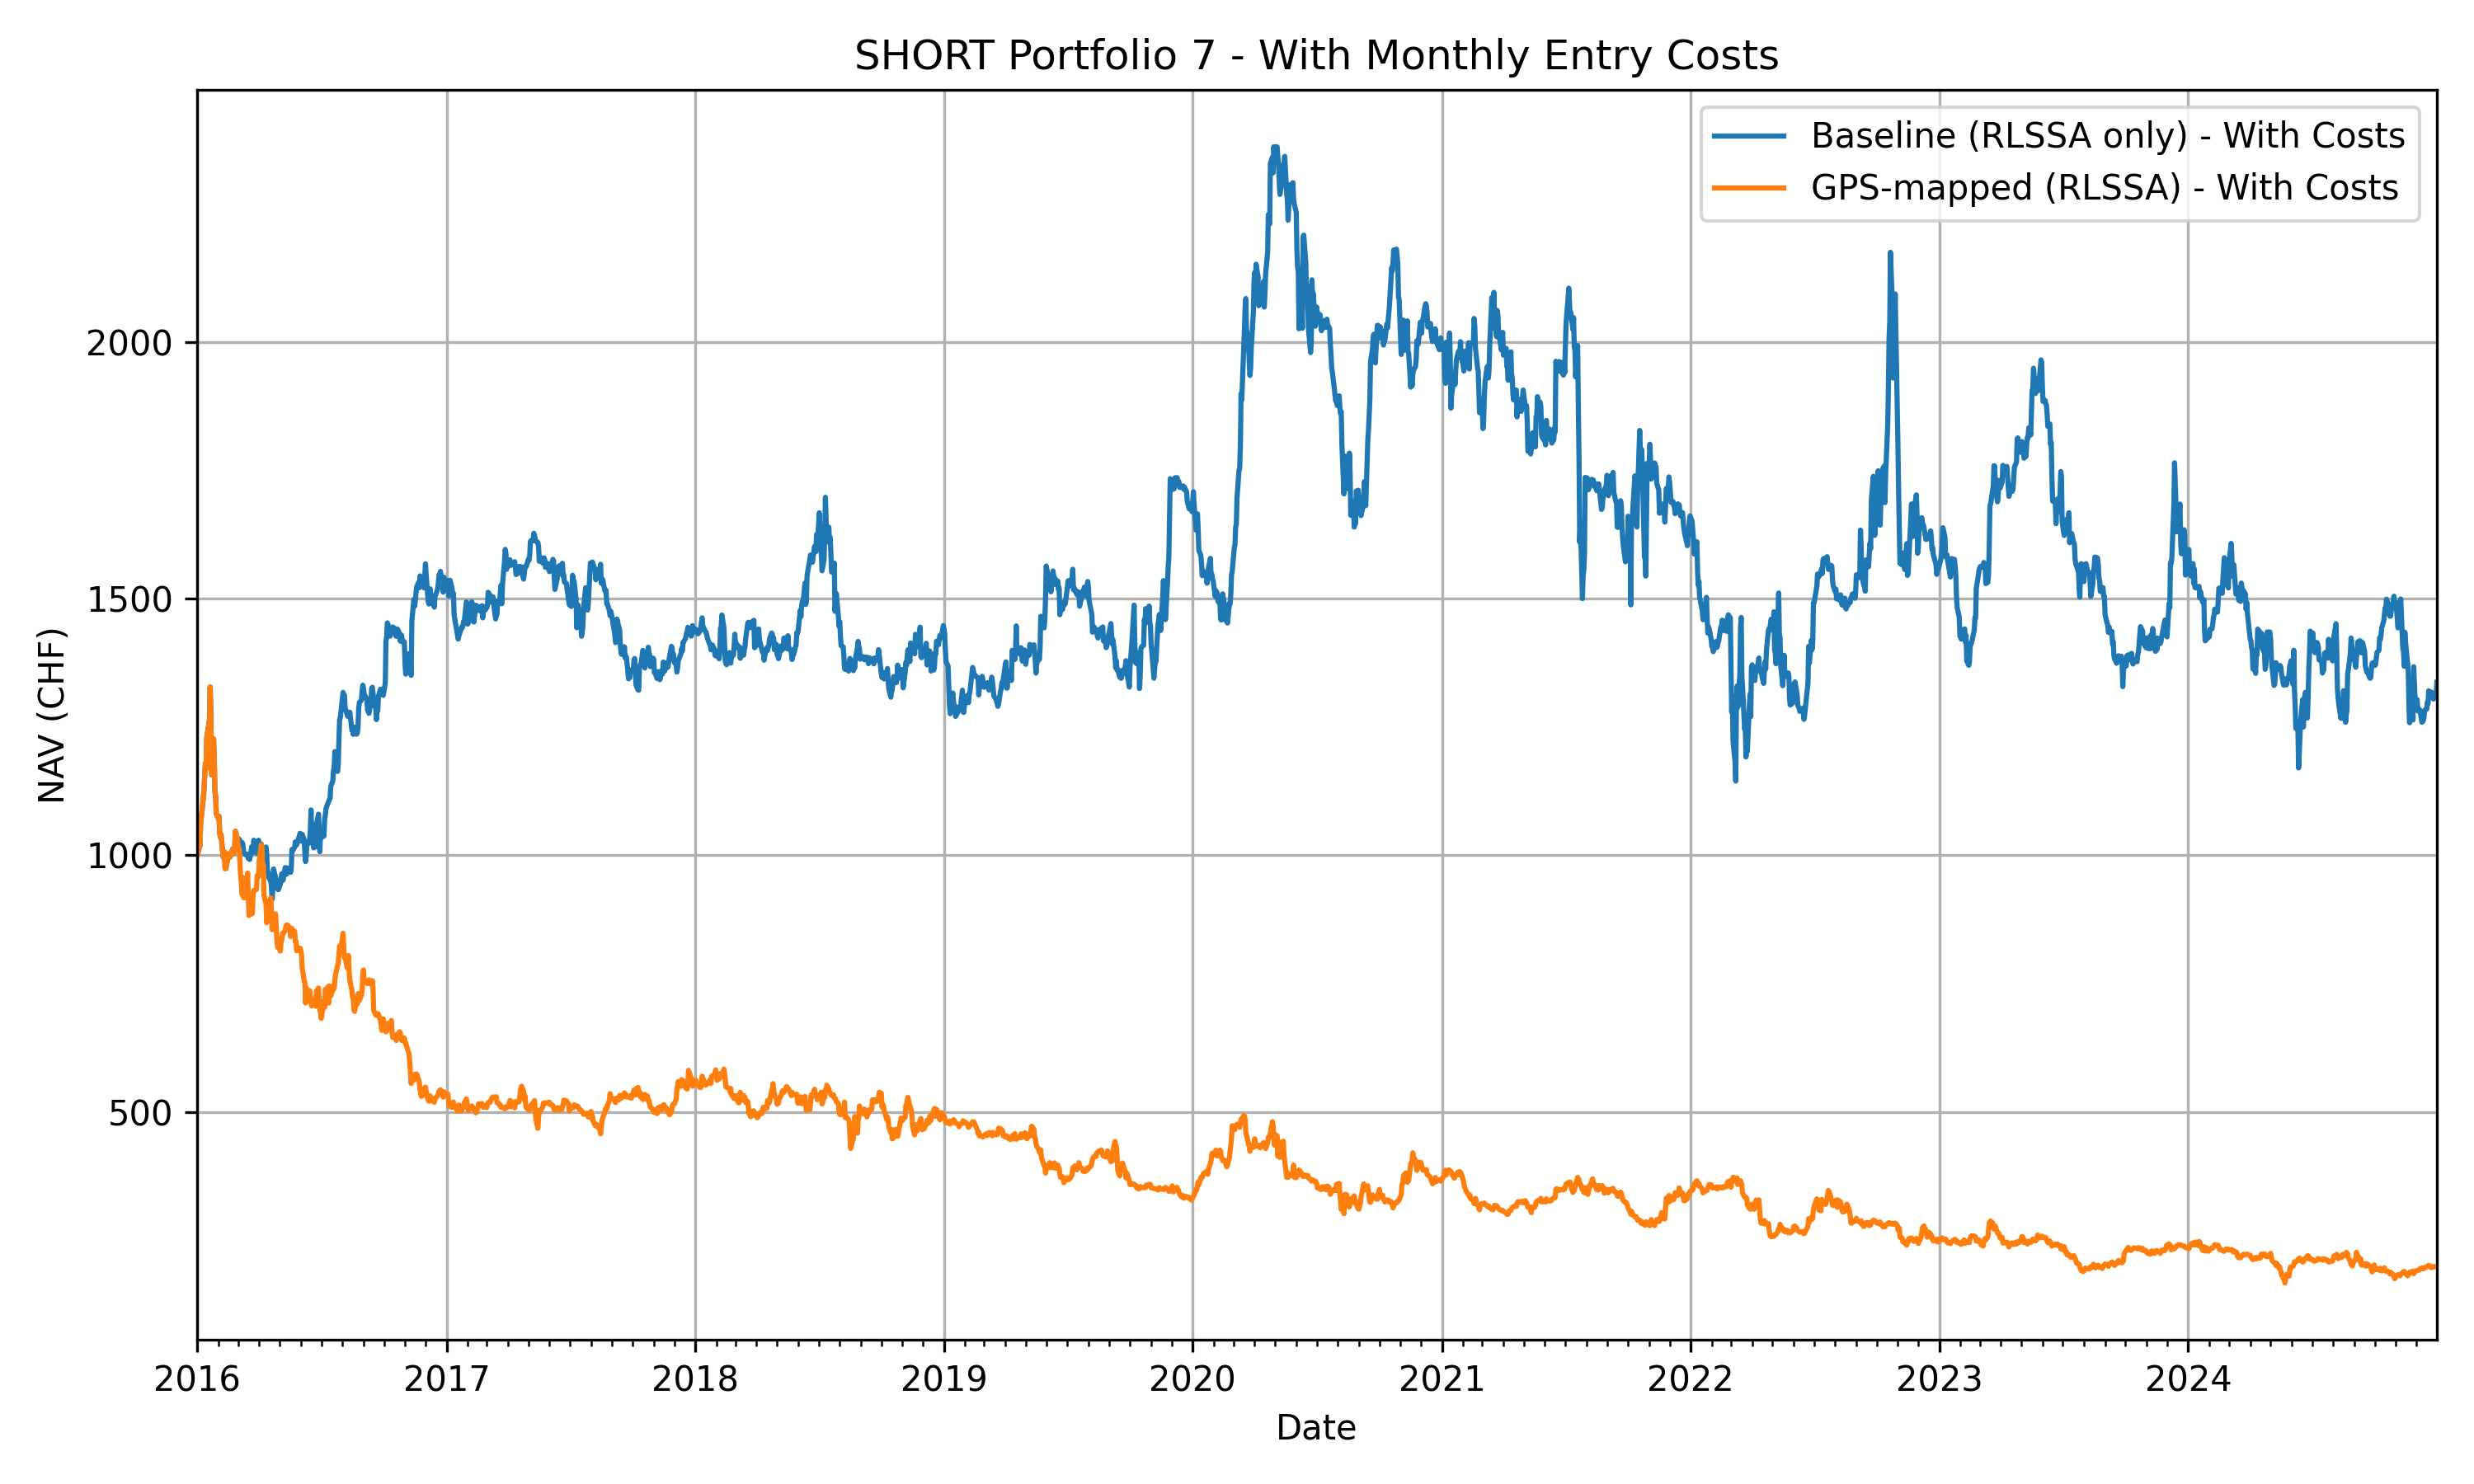 SHORT Portfolio 7 - With Monthly Entry Costs
Baseline (RLSSA only) - With Costs
GPS-mapped (RLSSA) - With Costs
NAV (CHF)
2000
1500
1000
500
2016 2017 2018 2019 2020 2021 2022 2023 2024
Date